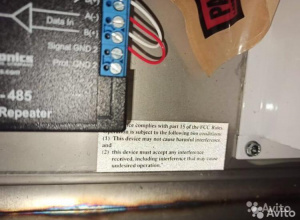 A(-)
Data In
B(+)
Signal GND 2
Prot. GND 2
onics
s.com
-485
Repeater
complies with part 15 of the FCC Rules.
is subject to the following two conditions:
(1) This device may not cause harmful interference
and
(2) this device must accept any interference
received, including interference that may cause
undesired operation."
Avito
Avito